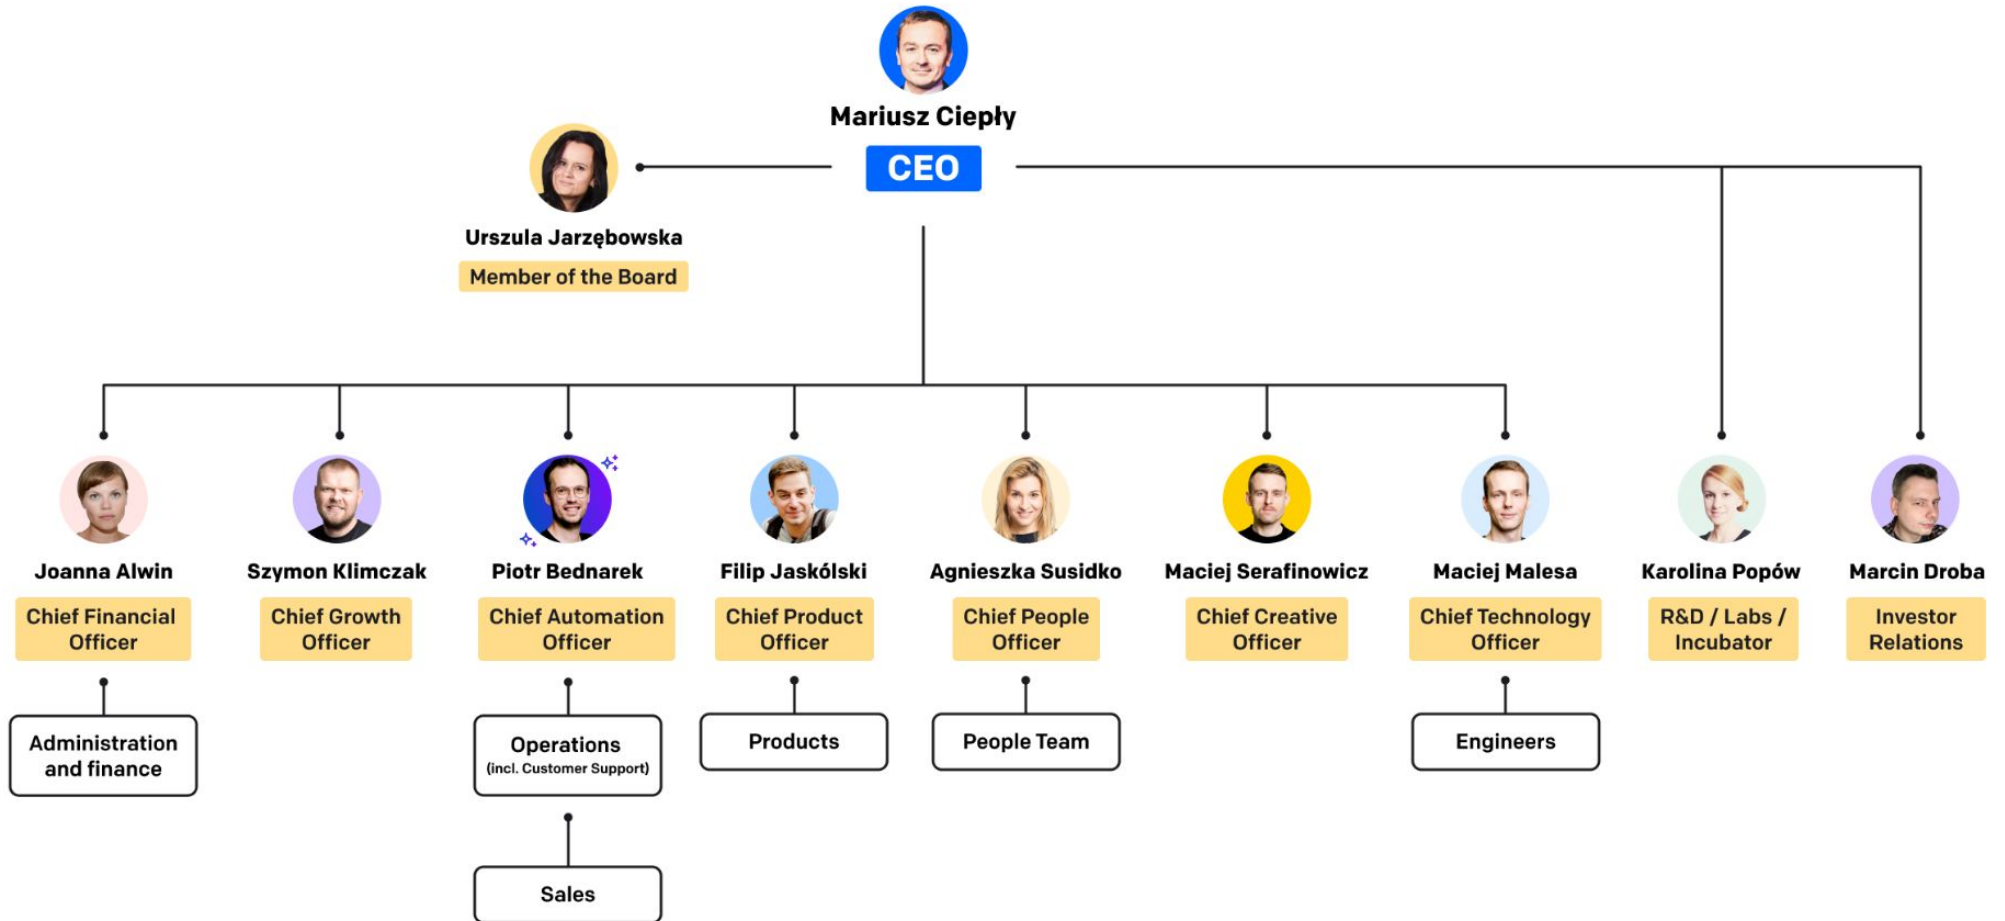 Mariusz Ciepły
CEO
Urszula Jarzębowska
Member of the Board
Joanna Alwin
Chief Financial
Officer
Administration
and finance
Szymon Klimczak
Chief Growth
Officer
Piotr Bednarek
Chief Automation
Officer
Operations
(incl. Customer Support)
Sales
Filip Jaskólski
Chief Product
Officer
Products
Agnieszka Susidko
Chief People
Officer
People Team
Maciej Serafinowicz
Chief Creative
Officer
Maciej Malesa
Chief Technology
Officer
Engineers
Karolina Popów
R&D / Labs /
Incubator
Marcin Droba
Investor
Relations